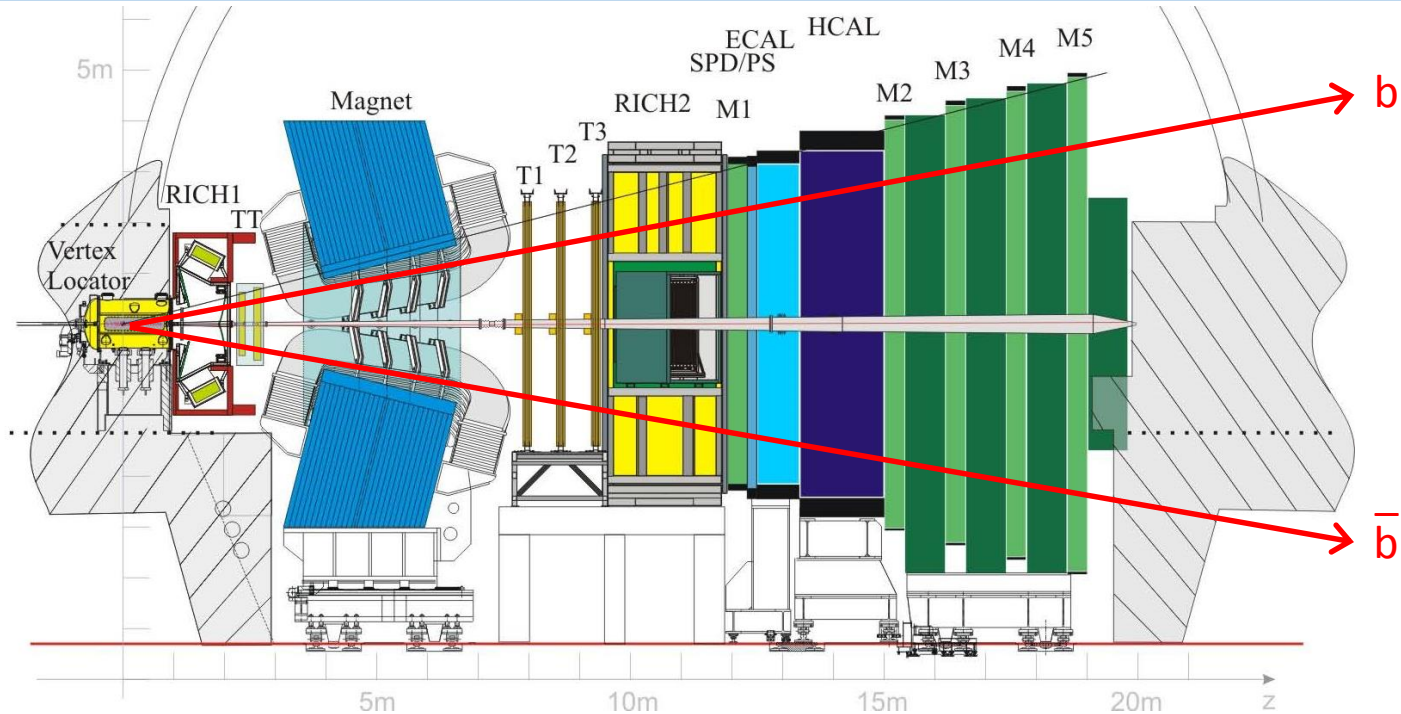 HCAL
ECAL
SPD/PS
M5
M4
M3
M2
5m
Magnet
RICH2
M1
b
T3
T2
T1
RICH1
TT
Vertex
Locator
b̅
5m
10m
15m
20m
z